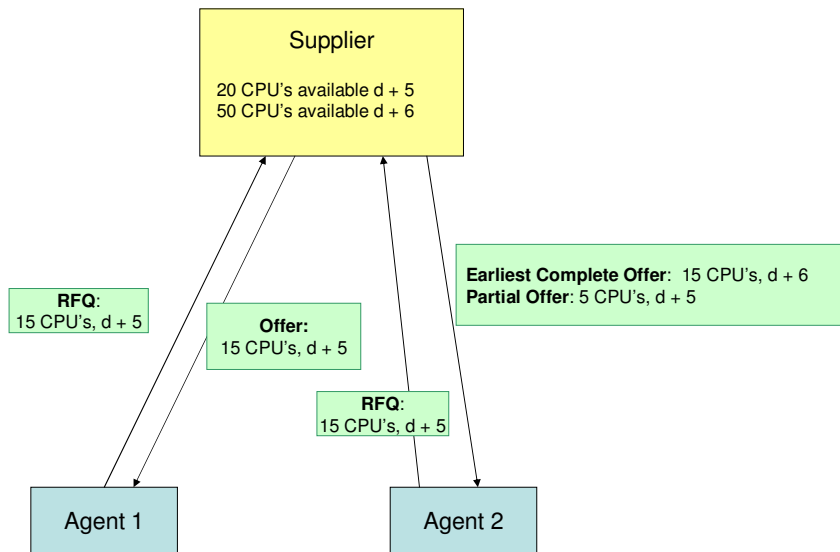 Supplier
20 CPU's available d + 5
50 CPU's available d + 6
Earliest Complete Offer: 15 CPU's, d + 6
Partial Offer: 5 CPU's, d + 5
RFQ:
15 CPU's, d + 5
Offer:
15 CPU's, d + 5
RFQ:
15 CPU's, d + 5
Agent 1
Agent 2